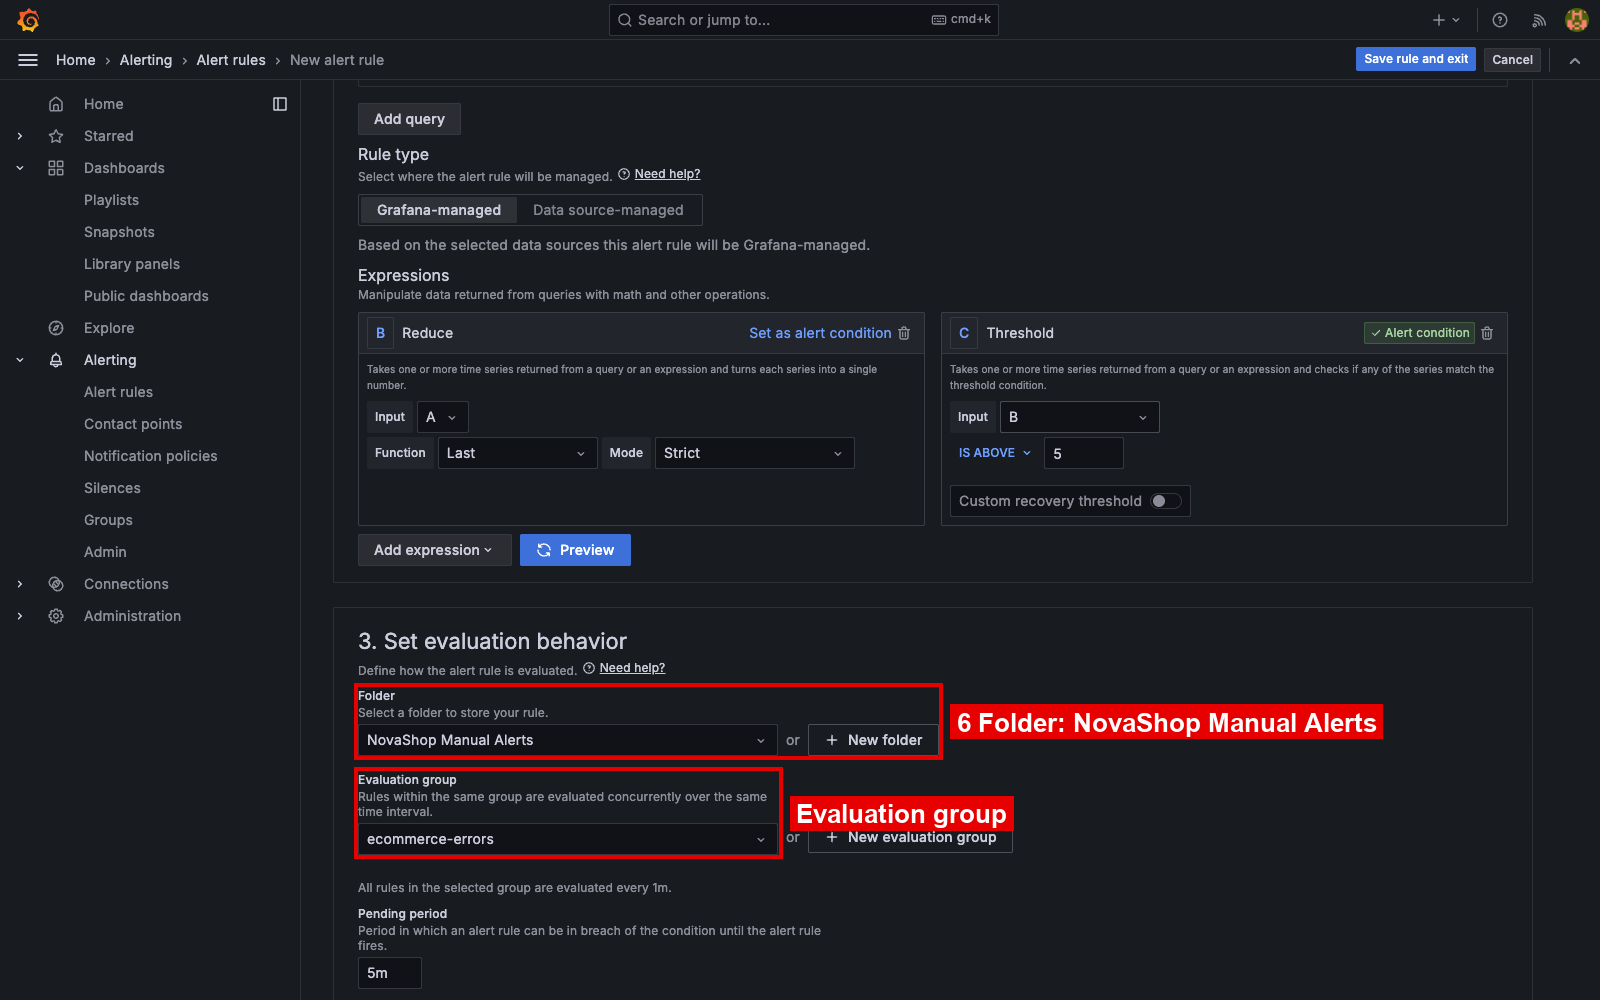 Search or jump to...
cmd+k
Home › Alerting › Alert rules › New alert rule
Save rule and exit
Cancel
Home
Starred
Dashboards
Playlists
Snapshots
Library panels
Public dashboards
Explore
Alerting
Alert rules
Contact points
Notification policies
Silences
Groups
Admin
Connections
Administration
Add query
Rule type
Select where the alert rule will be managed. Need help?
Grafana-managed
Data source-managed
Based on the selected data sources this alert rule will be Grafana-managed.
Expressions
Manipulate data returned from queries with math and other operations.
B Reduce
Set as alert condition
Takes one or more time series returned from a query or an expression and turns each series into a single
number.
Input A
Function Last Mode Strict
C Threshold
Alert condition
Takes one or more time series returned from a query or an expression and checks if any of the series match the
threshold condition.
Input B
IS ABOVE 5
Custom recovery threshold
Add expression
Preview
3. Set evaluation behavior
Define how the alert rule is evaluated. Need help?
Folder
Select a folder to store your rule.
NovaShop Manual Alerts or + New folder
6 Folder: NovaShop Manual Alerts
Evaluation group
Rules within the same group are evaluated concurrently over the same
time interval.
ecommerce-errors or + New evaluation group
Evaluation group
All rules in the selected group are evaluated every 1m.
Pending period
Period in which an alert rule can be in breach of the condition until the alert rule
fires.
5m